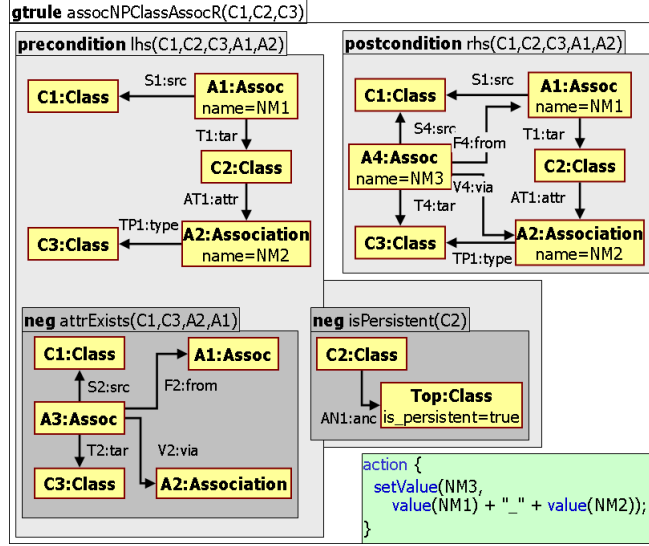 gtrule assocNPClassAssocR(C1,C2,C3)
precondition lhs(C1,C2,C3,A1,A2)
C1:Class
S1:src
A1:Assoc
name=NM1
T1:tar
C2:Class
AT1:attr
C3:Class
TP1:type
A2:Association
name=NM2
postcondition rhs(C1,C2,C3,A1,A2)
C1:Class
S1:src
A1:Assoc
name=NM1
S4:src
F4:from
T1:tar
A4:Assoc
name=NM3
C2:Class
V4:via
AT1:attr
T4:tar
C3:Class
TP1:type
A2:Association
name=NM2
neg attrExists(C1,C3,A2,A1)
C1:Class
A1:Assoc
S2:src
F2:from
A3:Assoc
T2:tar
V2:via
C3:Class
A2:Association
neg isPersistent(C2)
C2:Class
AN1:anc
Top:Class
is_persistent=true
action {
setValue(NM3,
value(NM1) + "_" + value(NM2));
}